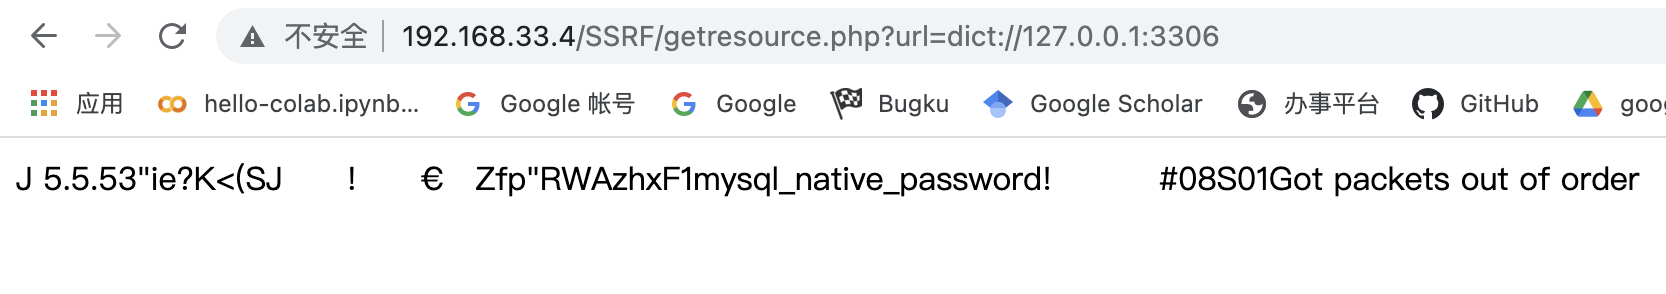 不安全 | 192.168.33.4/SSRF/getresource.php?url=dict://127.0.0.1:3306
应用 hello-colab.ipynb... Google 帐号 Google Bugku Google Scholar 办事平台 GitHub goog
J 5.5.53"ie?K<(SJ ! € Zfp"RWAzhxF1mysql_native_password! #08S01Got packets out of order